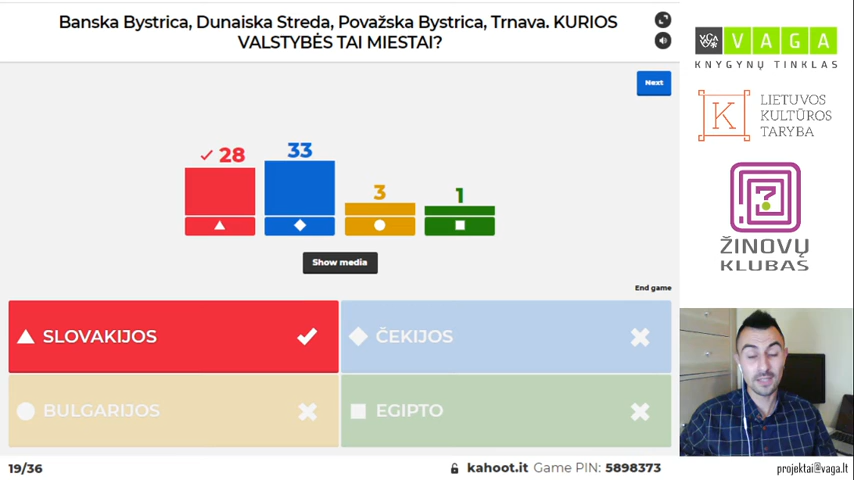 Banska Bystrica, Dunaiska Streda, Považska Bystrica, Trnava. KURIOS
VALSTYBĖS TAI MIESTAI?
Next
28
33
3
1
Show media
End game
SLOVAKIJOS
ČEKIJOS
BULGARIJOS
EGIPTO
19/36
kahoot.it Game PIN: 5898373
VAGA
KNYGYNŲ TINKLAS
K
LIETUVOS
KULTŪROS
TARYBA
?
ŽINOVŲ
KLUBAS
projektai@vaga.lt